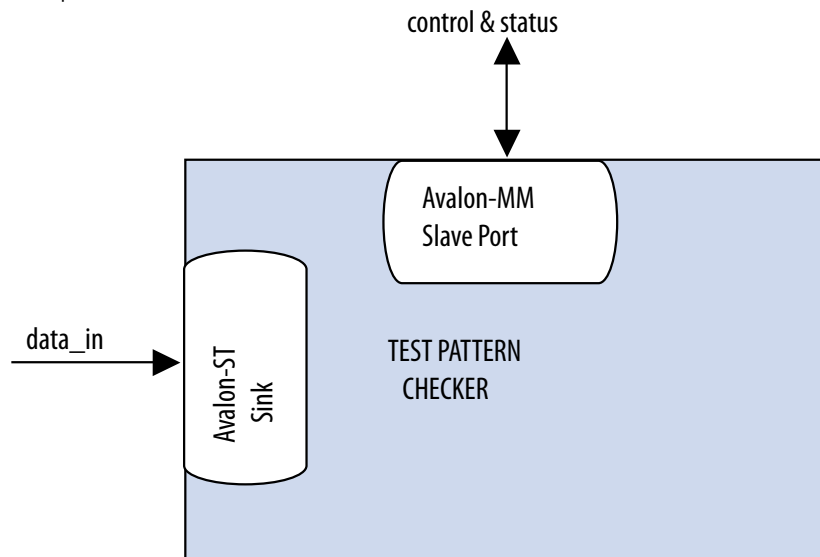 control & status
Avalon-MM
Slave Port
data_in
Avalon-ST
Sink
TEST PATTERN
CHECKER